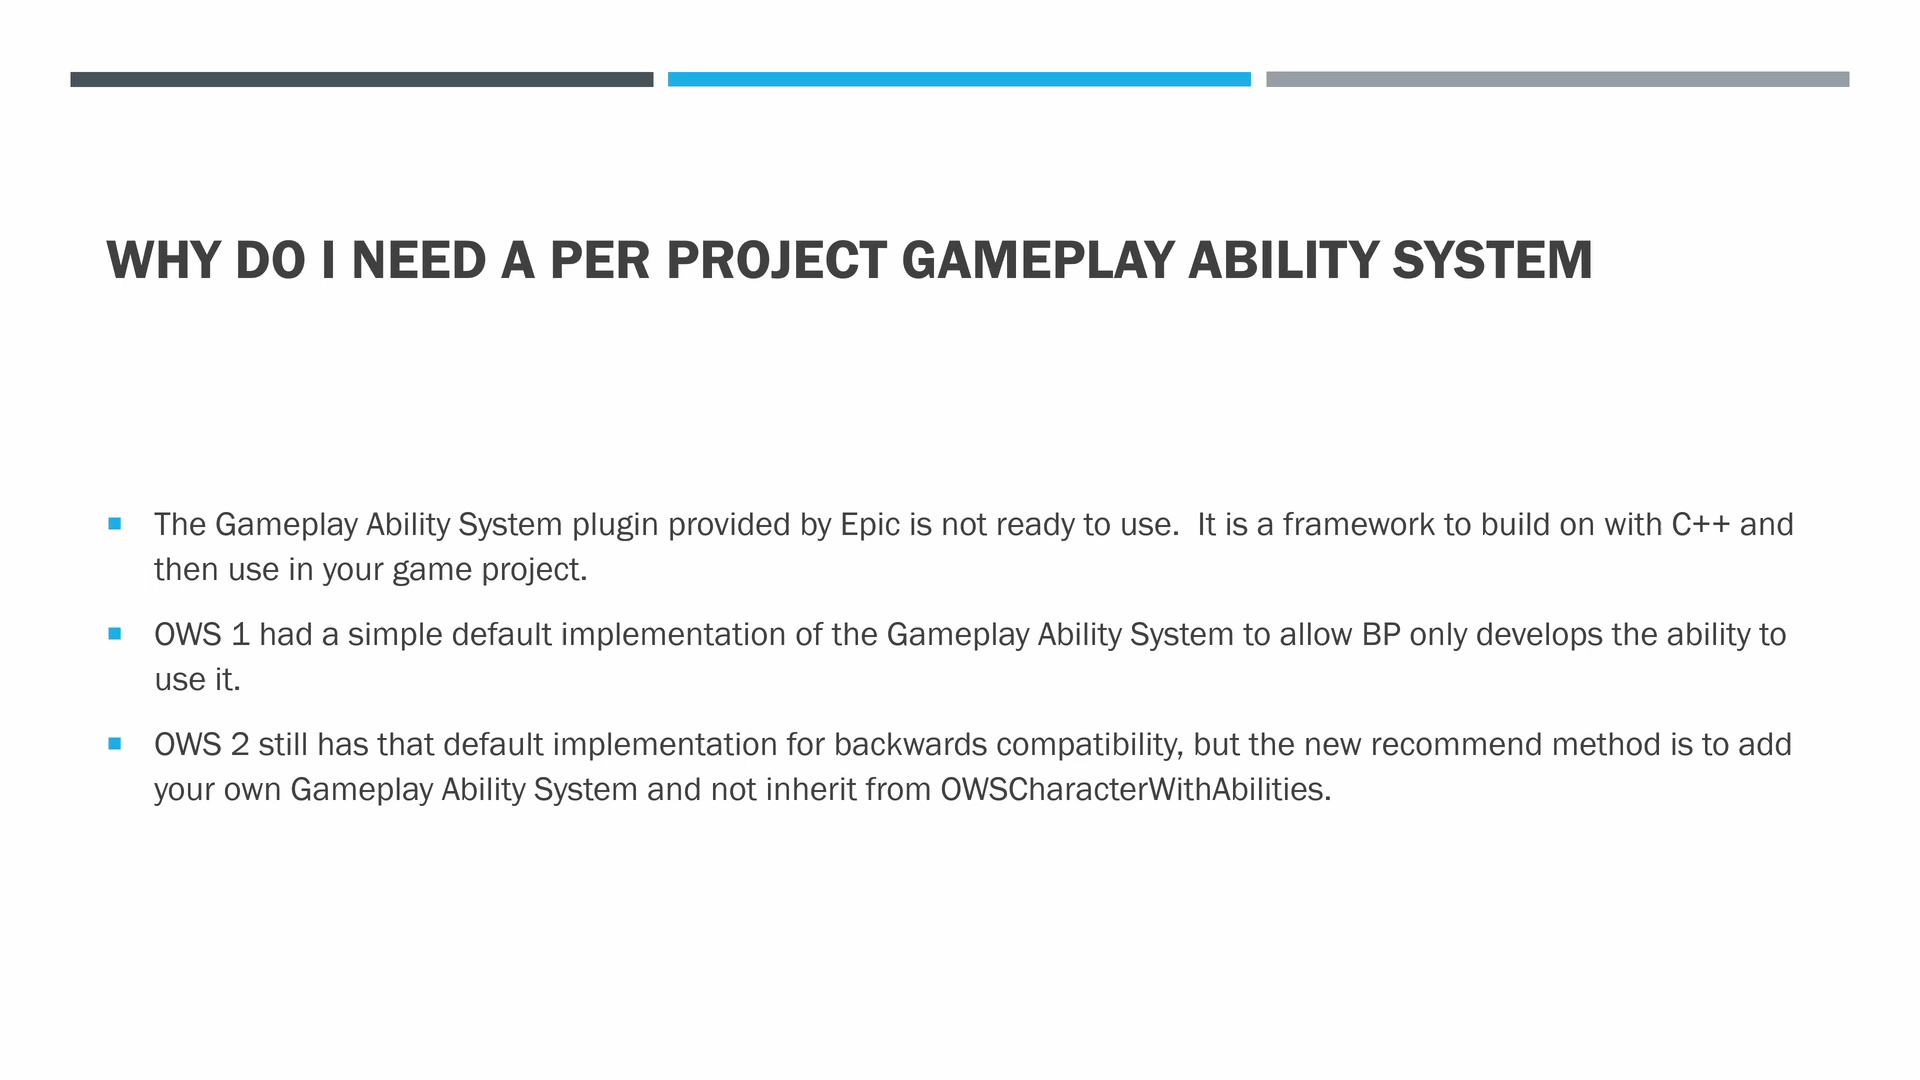 WHY DO I NEED A PER PROJECT GAMEPLAY ABILITY SYSTEM
The Gameplay Ability System plugin provided by Epic is not ready to use.  It is a framework to build on with C++ and
then use in your game project.
OWS 1 had a simple default implementation of the Gameplay Ability System to allow BP only develops the ability to
use it.
OWS 2 still has that default implementation for backwards compatibility, but the new recommend method is to add
your own Gameplay Ability System and not inherit from OWSCharacterWithAbilities.